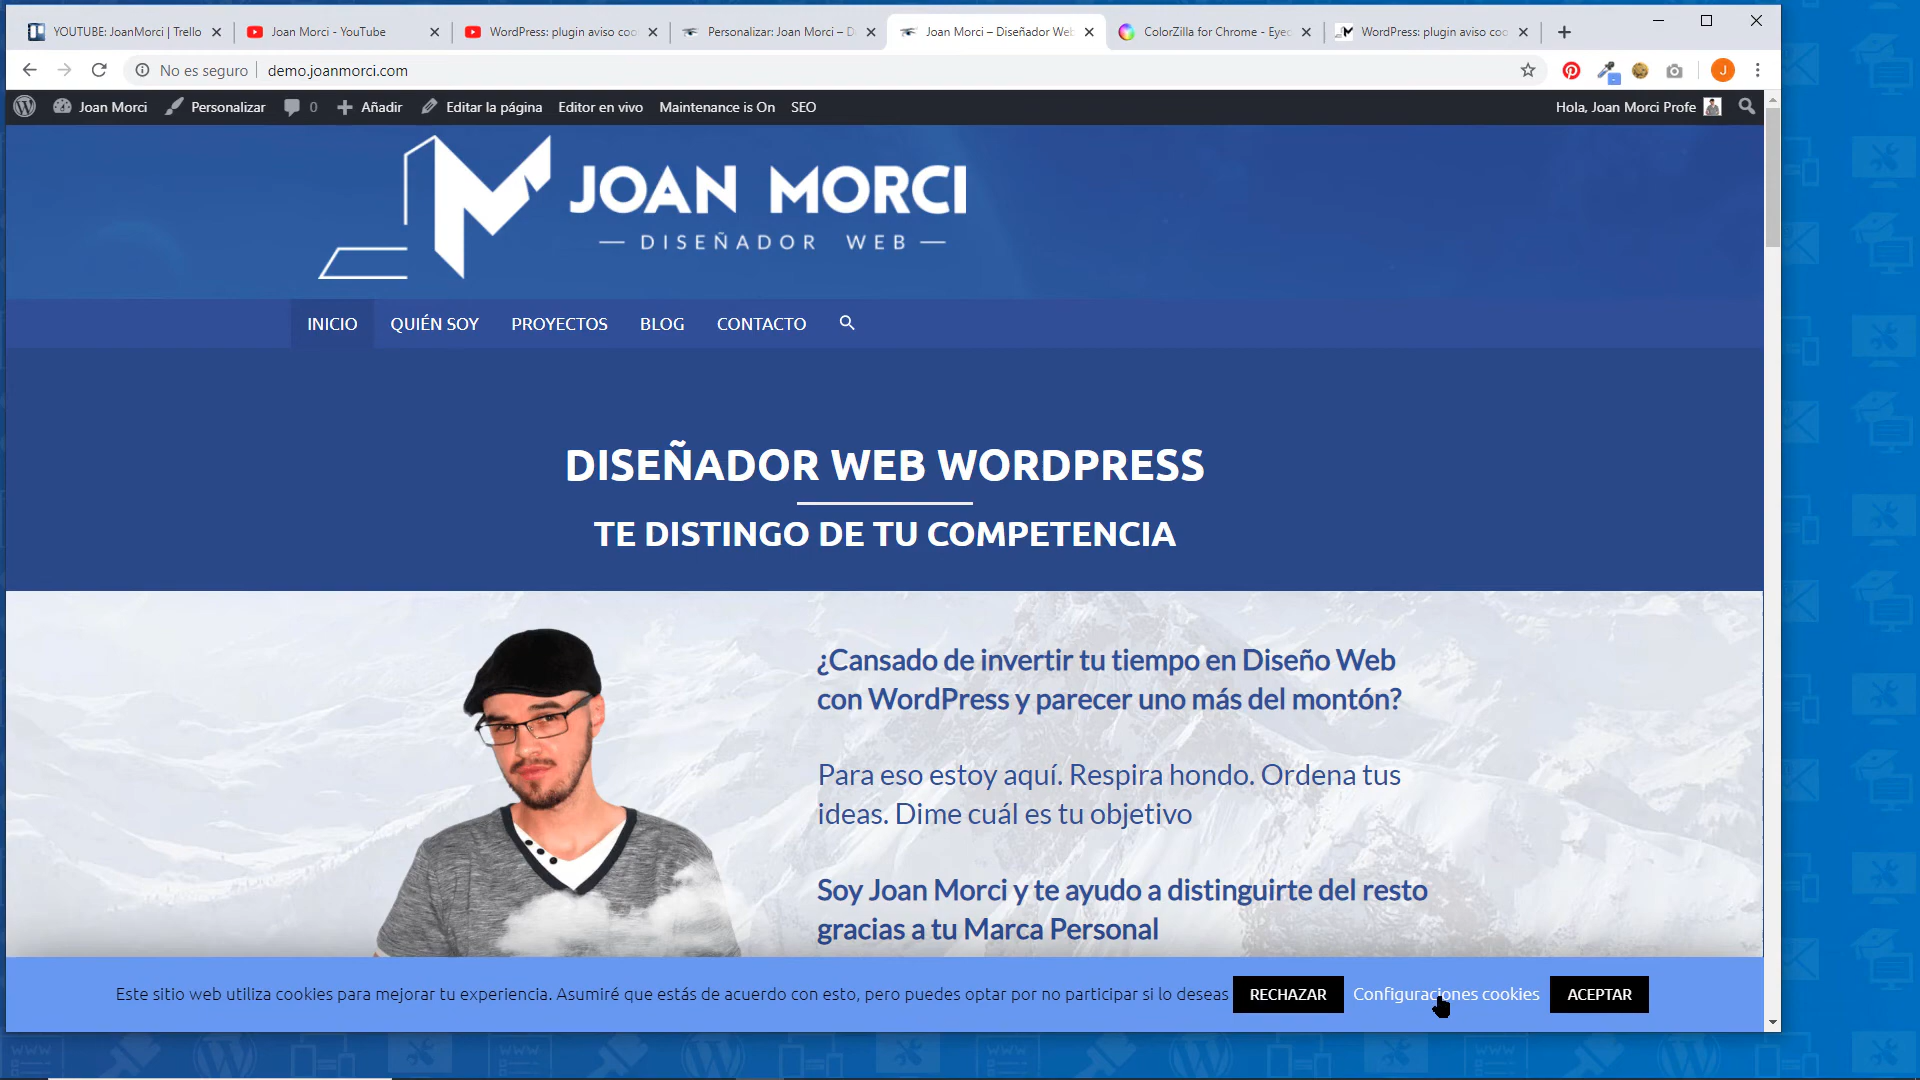 YOUTUBE: JoanMorci | Trello
Joan Morci - YouTube
WordPress: plugin aviso coo
Personalizar: Joan Morci – D
Joan Morci – Diseñador Web
ColorZilla for Chrome - Eyec
WordPress: plugin aviso coo
No es seguro
demo.joanmorci.com
J
Joan Morci
Personalizar
0
Añadir
Editar la página
Editor en vivo
Maintenance is On
SEO
Hola, Joan Morci Profe
JOAN MORCI
DISEÑADOR WEB
INICIO
QUIÉN SOY
PROYECTOS
BLOG
CONTACTO
DISEÑADOR WEB WORDPRESS
TE DISTINGO DE TU COMPETENCIA
¿Cansado de invertir tu tiempo en Diseño Web
con WordPress y parecer uno más del montón?
Para eso estoy aquí. Respira hondo. Ordena tus
ideas. Dime cuál es tu objetivo
Soy Joan Morci y te ayudo a distinguirte del resto
gracias a tu Marca Personal
Este sitio web utiliza cookies para mejorar tu experiencia. Asumiré que estás de acuerdo con esto, pero puedes optar por no participar si lo deseas
RECHAZAR
Configuraciones cookies
ACEPTAR
www
www
www